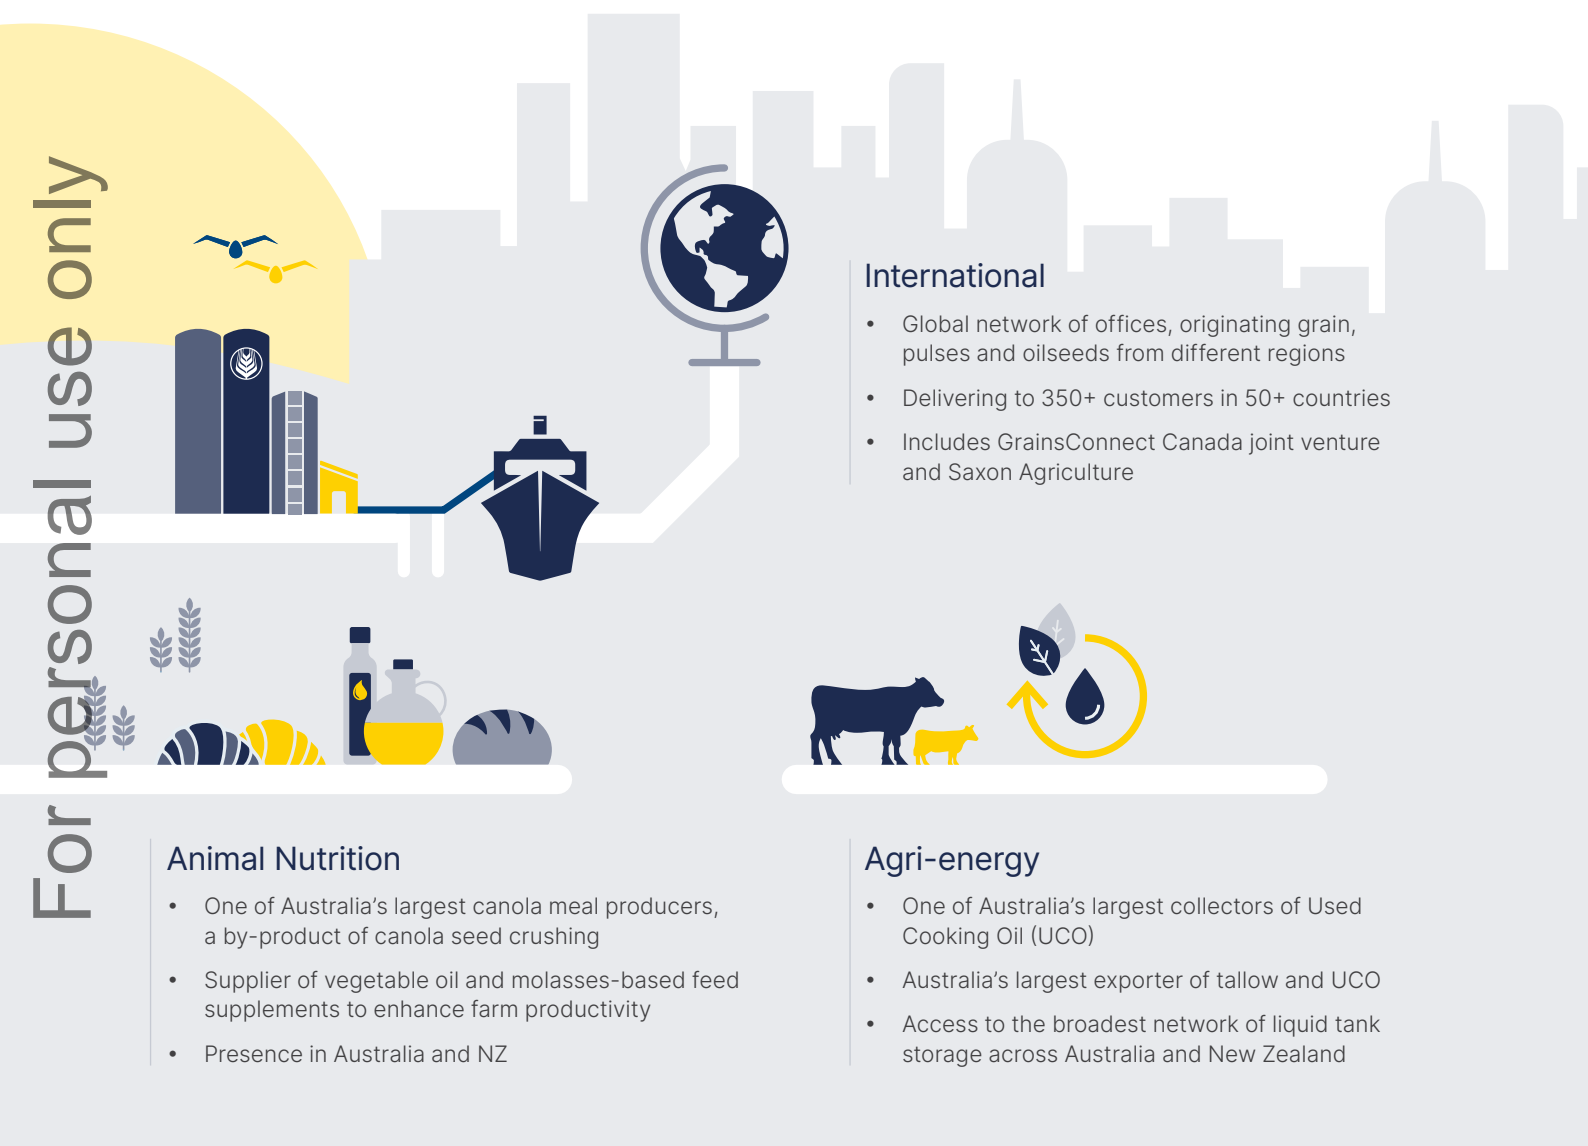 For personal use only
International
• Global network of offices, originating grain,
pulses and oilseeds from different regions
• Delivering to 350+ customers in 50+ countries
• Includes GrainsConnect Canada joint venture
and Saxon Agriculture
Animal Nutrition
• One of Australia’s largest canola meal producers,
a by-product of canola seed crushing
• Supplier of vegetable oil and molasses-based feed
supplements to enhance farm productivity
• Presence in Australia and NZ
Agri-energy
• One of Australia’s largest collectors of Used
Cooking Oil (UCO)
• Australia’s largest exporter of tallow and UCO
• Access to the broadest network of liquid tank
storage across Australia and New Zealand